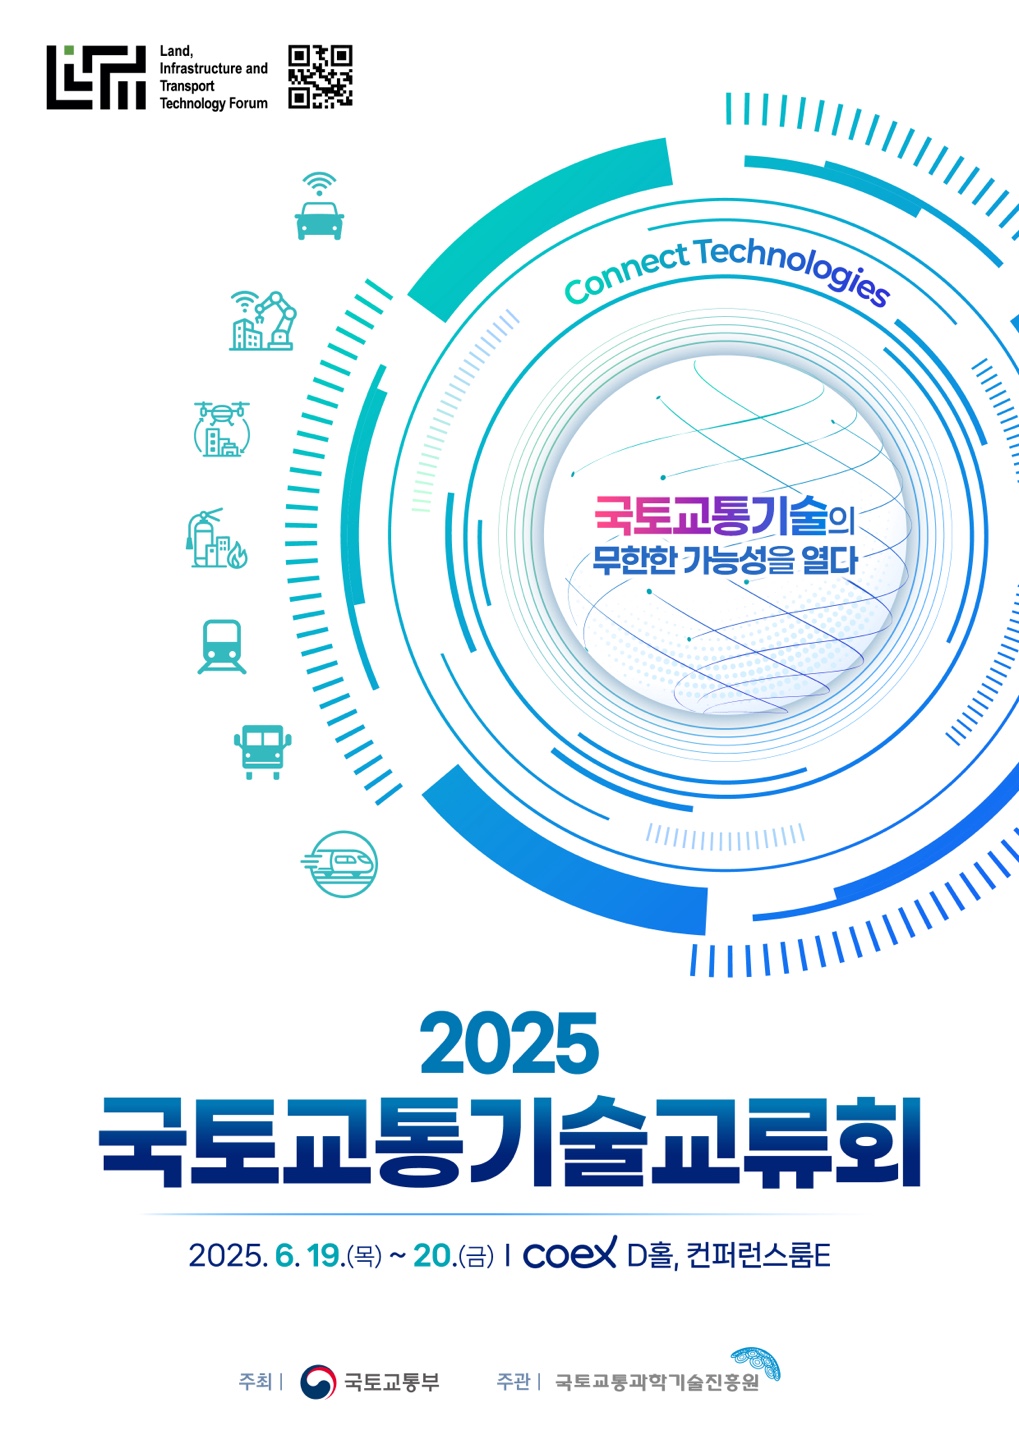 Land,
Infrastructure and
Transport
Technology Forum
Connect Technologies
국토교통기술의
무한한 가능성을 열다
2025
국토교통기술교류회
2025. 6. 19.(목) ~ 20.(금) | coex D홀, 컨퍼런스룸E
주최 | 국토교통부 주관 | 국토교통과학기술진흥원